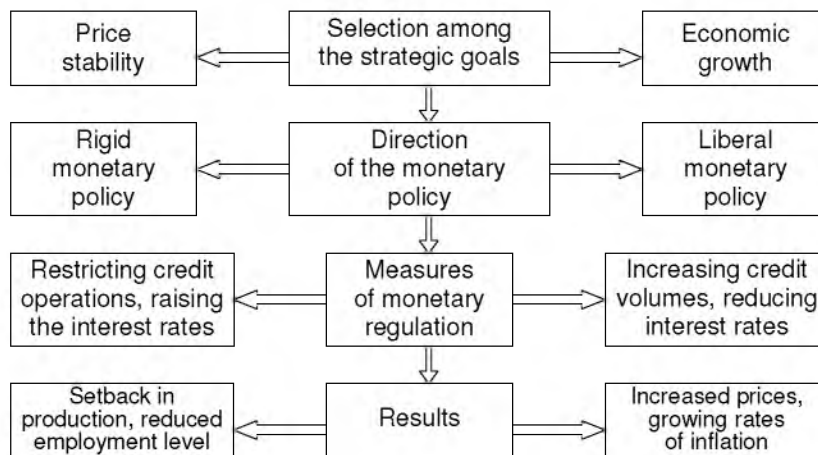 Price
stability
Selection among
the strategic goals
Economic
growth
Rigid
monetary
policy
Direction
of the monetary
policy
Liberal
monetary
policy
Restricting credit
operations, raising
the interest rates
Measures
of monetary
regulation
Increasing credit
volumes, reducing
interest rates
Setback in
production, reduced
employment level
Results
Increased prices,
growing rates
of inflation